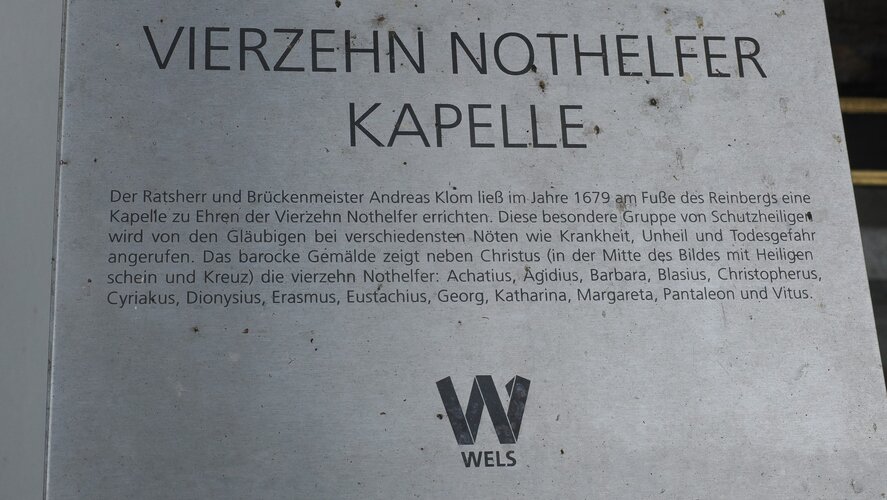 VIERZEHN NOTHELFER
KAPELLE
Der Ratsherr und Brückenmeister Andreas Klom ließ im Jahre 1679 am Fuße des Reinbergs eine
Kapelle zu Ehren der Vierzehn Nothelfer errichten. Diese besondere Gruppe von Schutzheiligen
wird von den Gläubigen bei verschiedensten Nöten wie Krankheit, Unheil und Todesgefahr
angerufen. Das barocke Gemälde zeigt neben Christus (in der Mitte des Bildes mit Heiligen
schein und Kreuz) die vierzehn Nothelfer: Achatius, Ägidius, Barbara, Blasius, Christopherus,
Cyriakus, Dionysius, Erasmus, Eustachius, Georg, Katharina, Margareta, Pantaleon und Vitus.
W
WELS